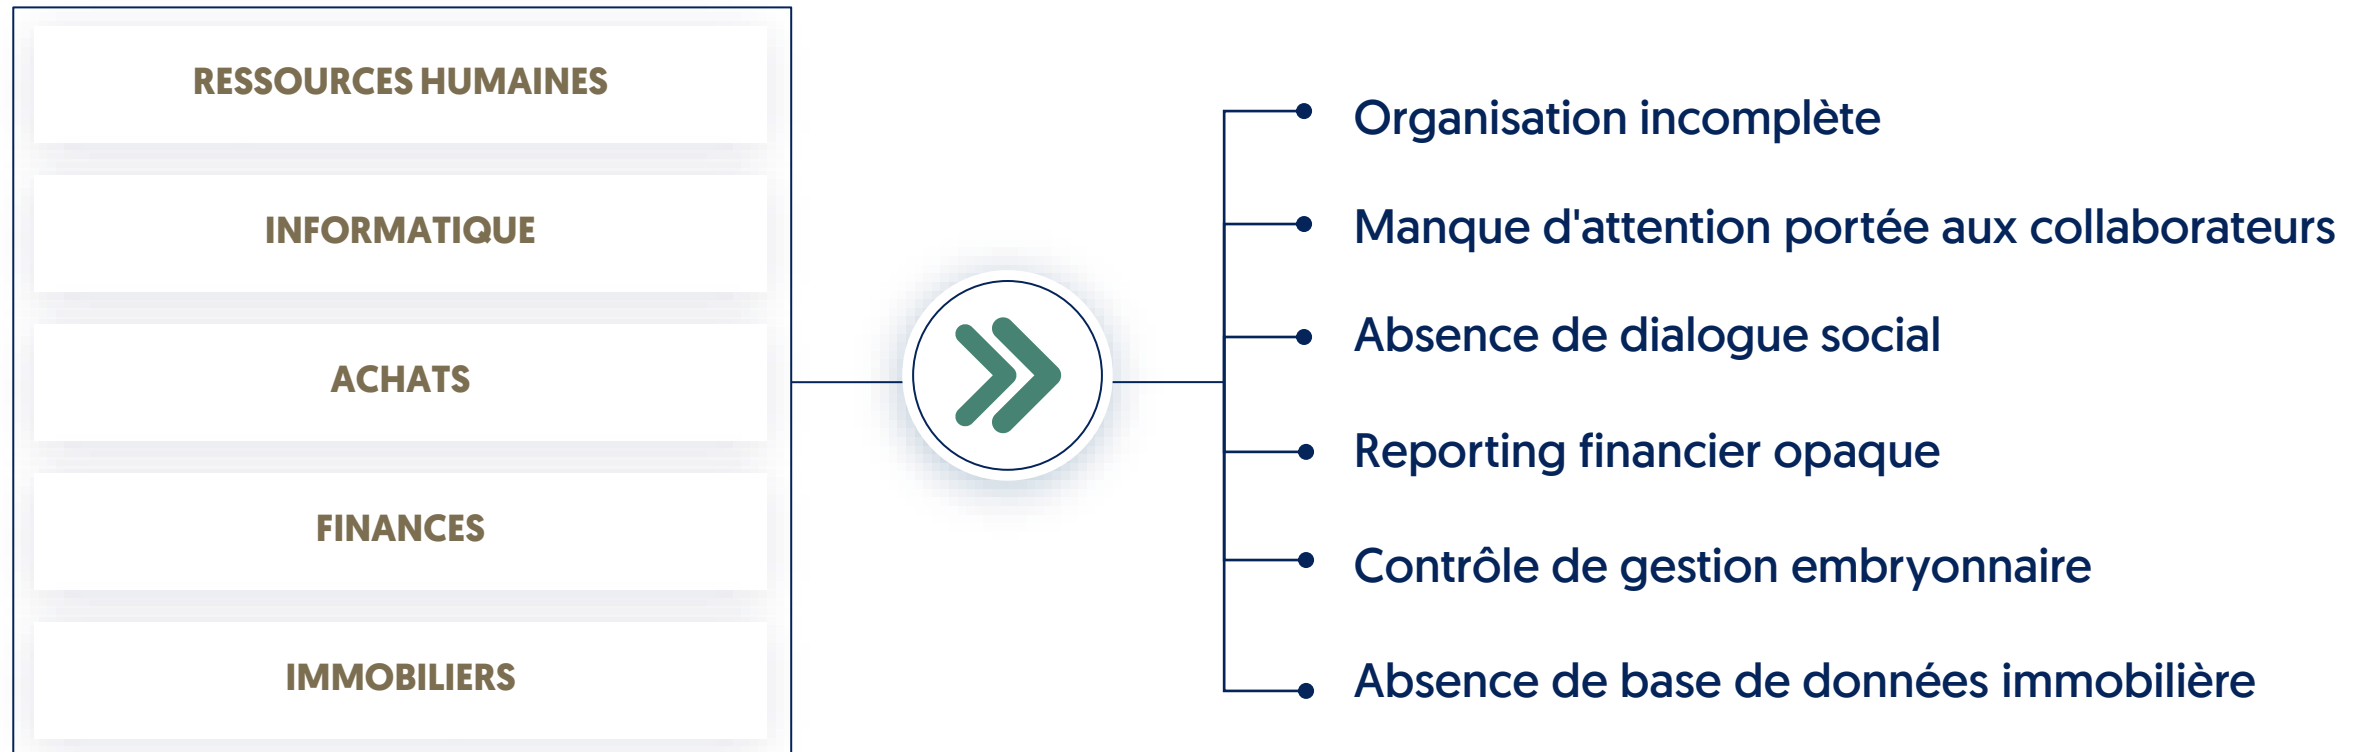 RESSOURCES HUMAINES
INFORMATIQUE
ACHATS
FINANCES
IMMOBILIERS
Organisation incomplète
Manque d'attention portée aux collaborateurs
Absence de dialogue social
Reporting financier opaque
Contrôle de gestion embryonnaire
Absence de base de données immobilière